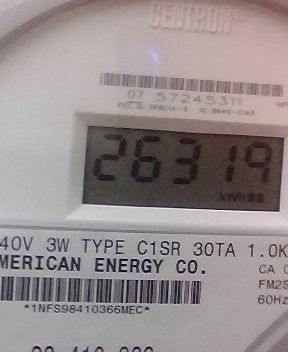 CENTRON®
07 57245311
26319
kWh
40V 3W TYPE C1SR 30TA 1.0K
MERICAN ENERGY CO.
CA 0
FM2S
60Hz
*1NFS98410366MEC*